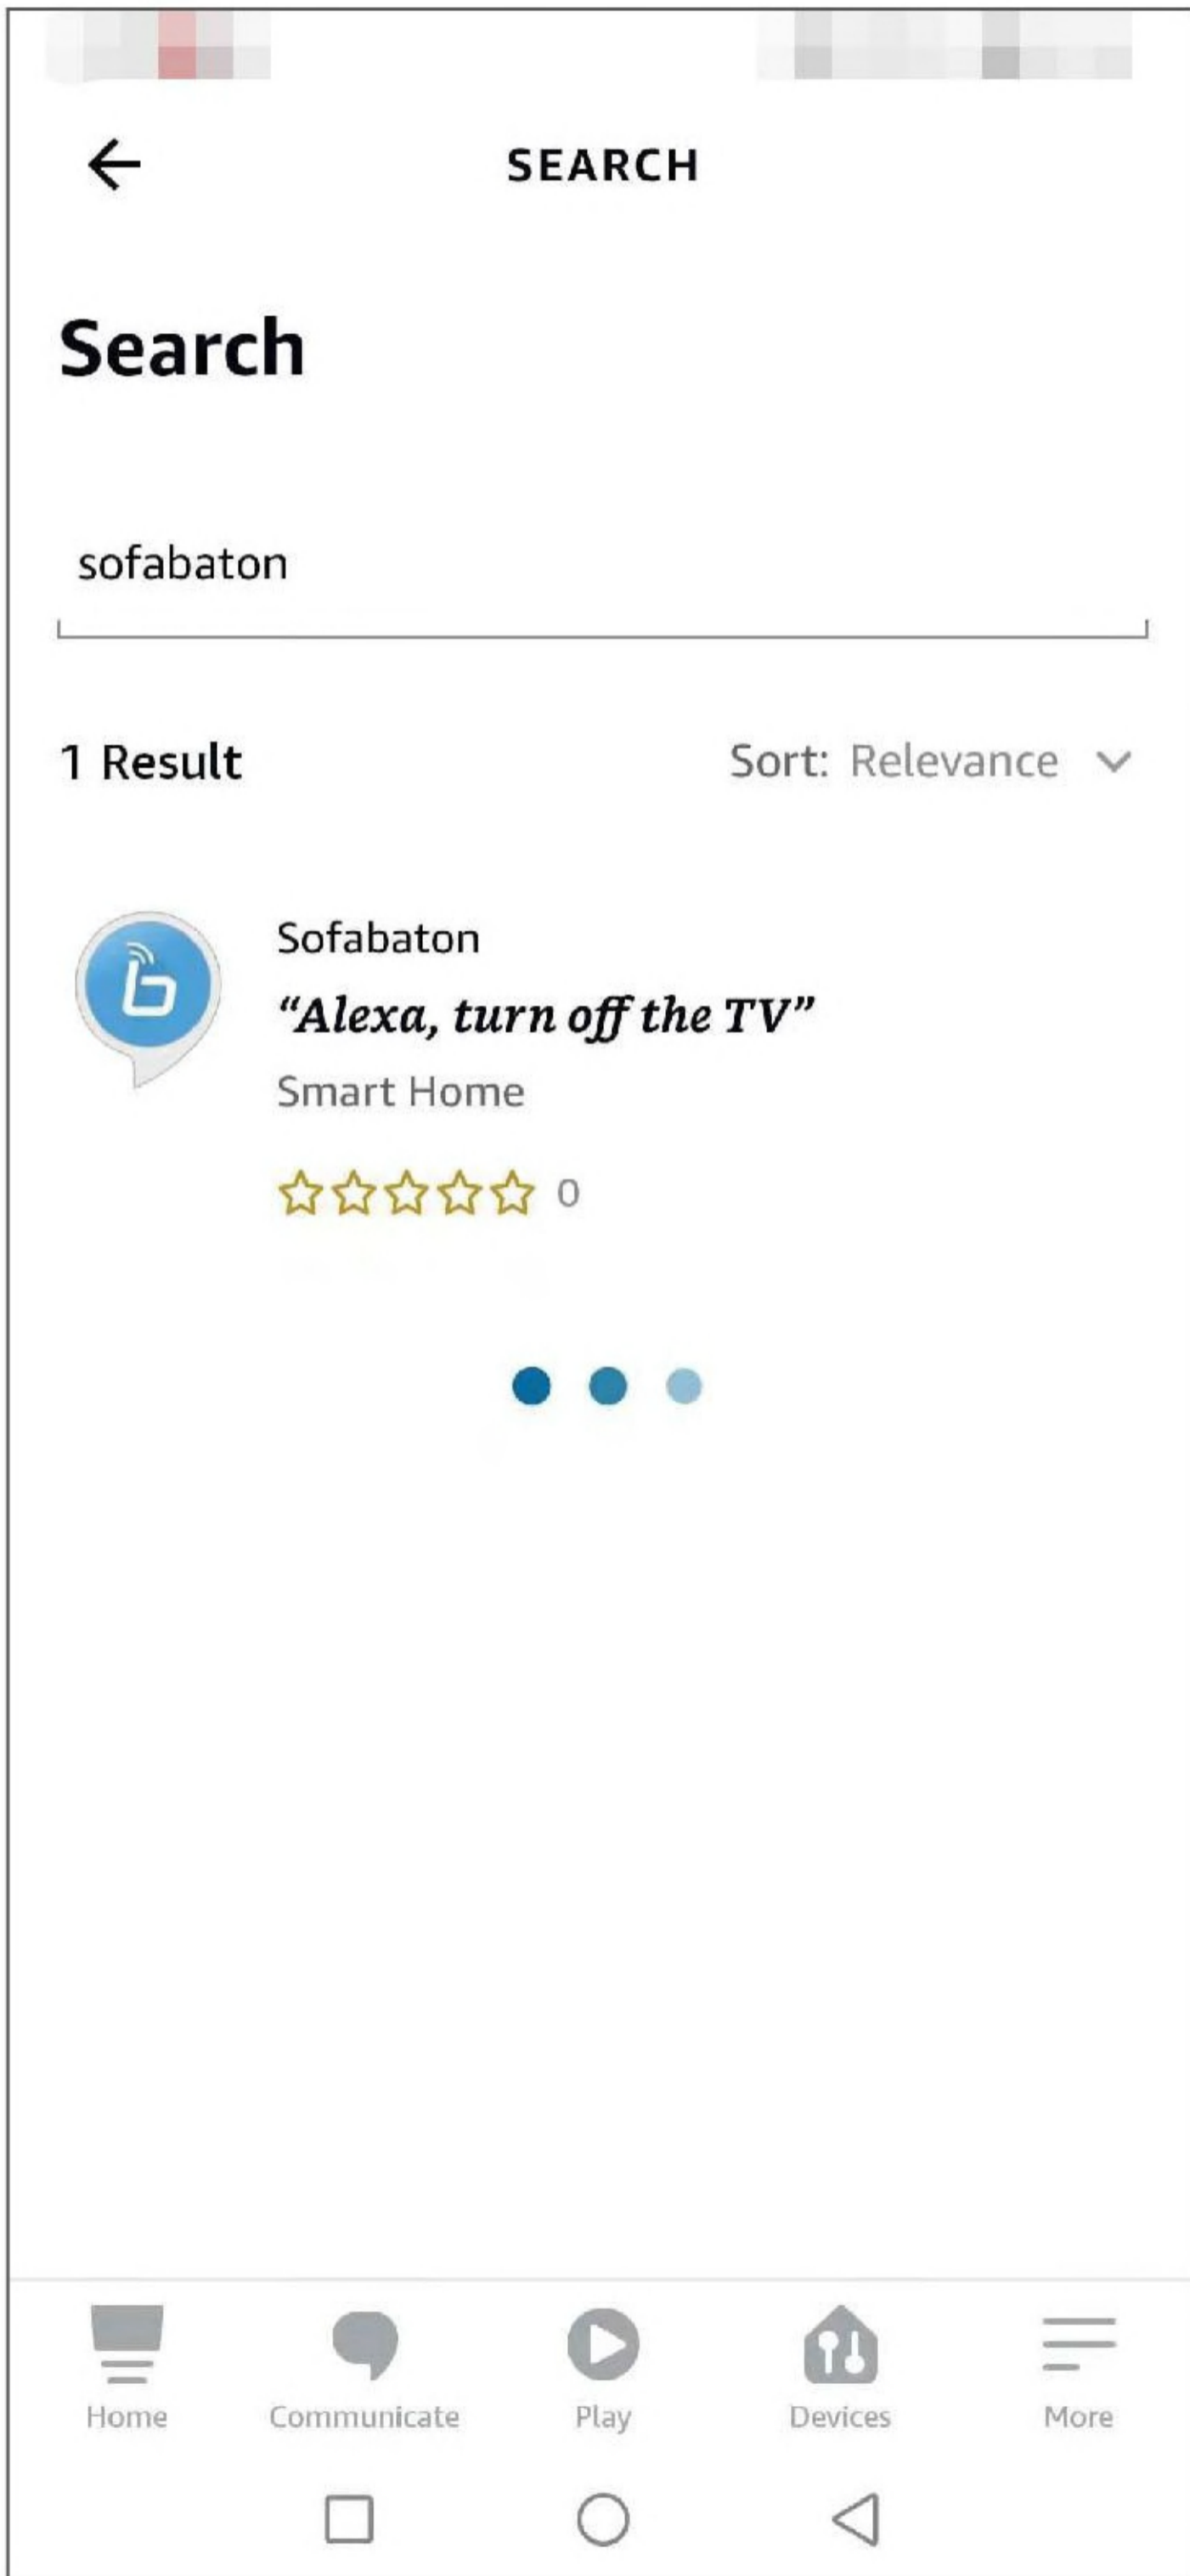 SEARCH
Search
sofabaton
1 Result Sort: Relevance
Sofabaton
“Alexa, turn off the TV”
Smart Home
0
Home Communicate Play Devices More